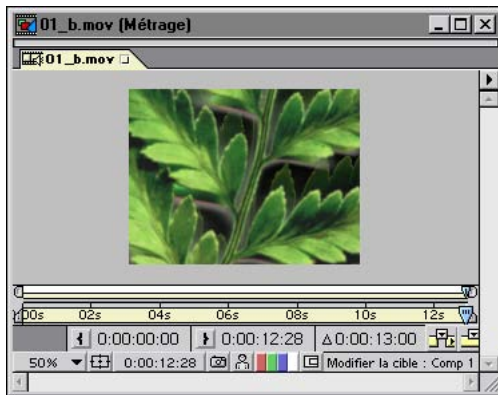 01_b.mov (Métrage)
01_b.mov
00s 02s 04s 06s 08s 10s 12s
0:00:00:00 0:00:12:28 Δ0:00:13:00
50% 0:00:12:28 Modifier la cible : Comp 1